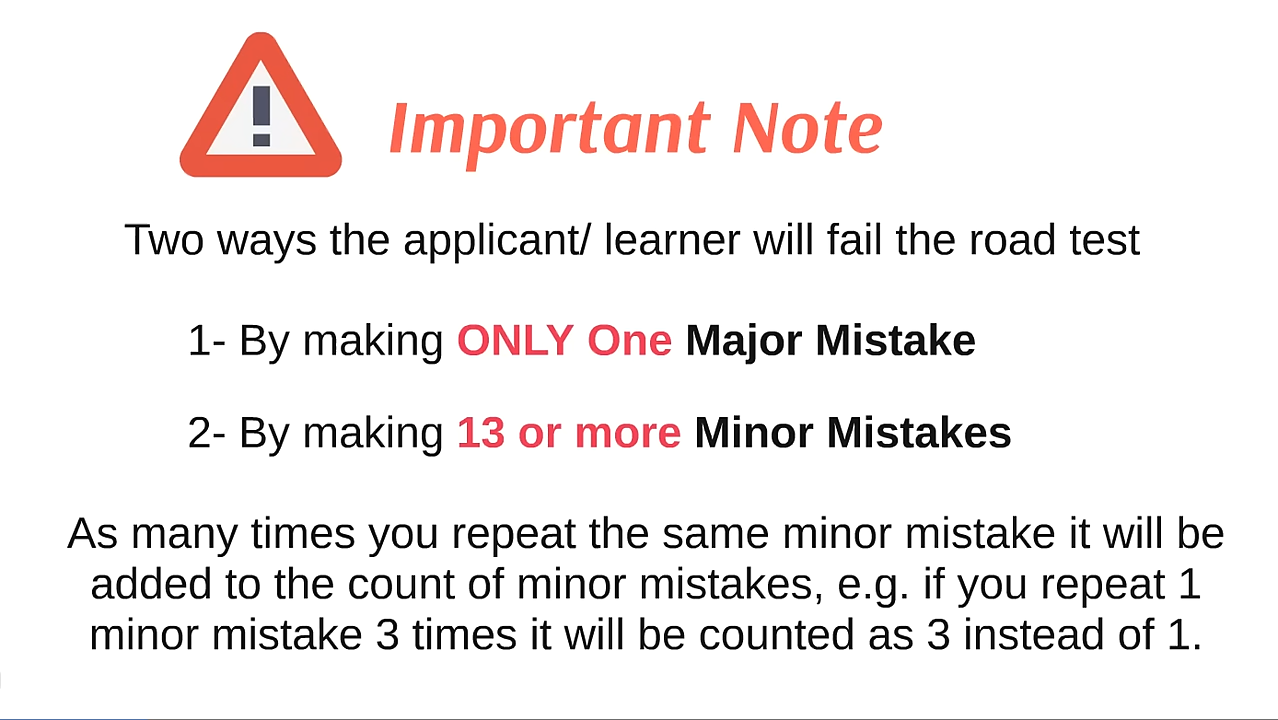 Important Note
Two ways the applicant/ learner will fail the road test
1- By making ONLY One Major Mistake
2- By making 13 or more Minor Mistakes
As many times you repeat the same minor mistake it will be
added to the count of minor mistakes, e.g. if you repeat 1
minor mistake 3 times it will be counted as 3 instead of 1.